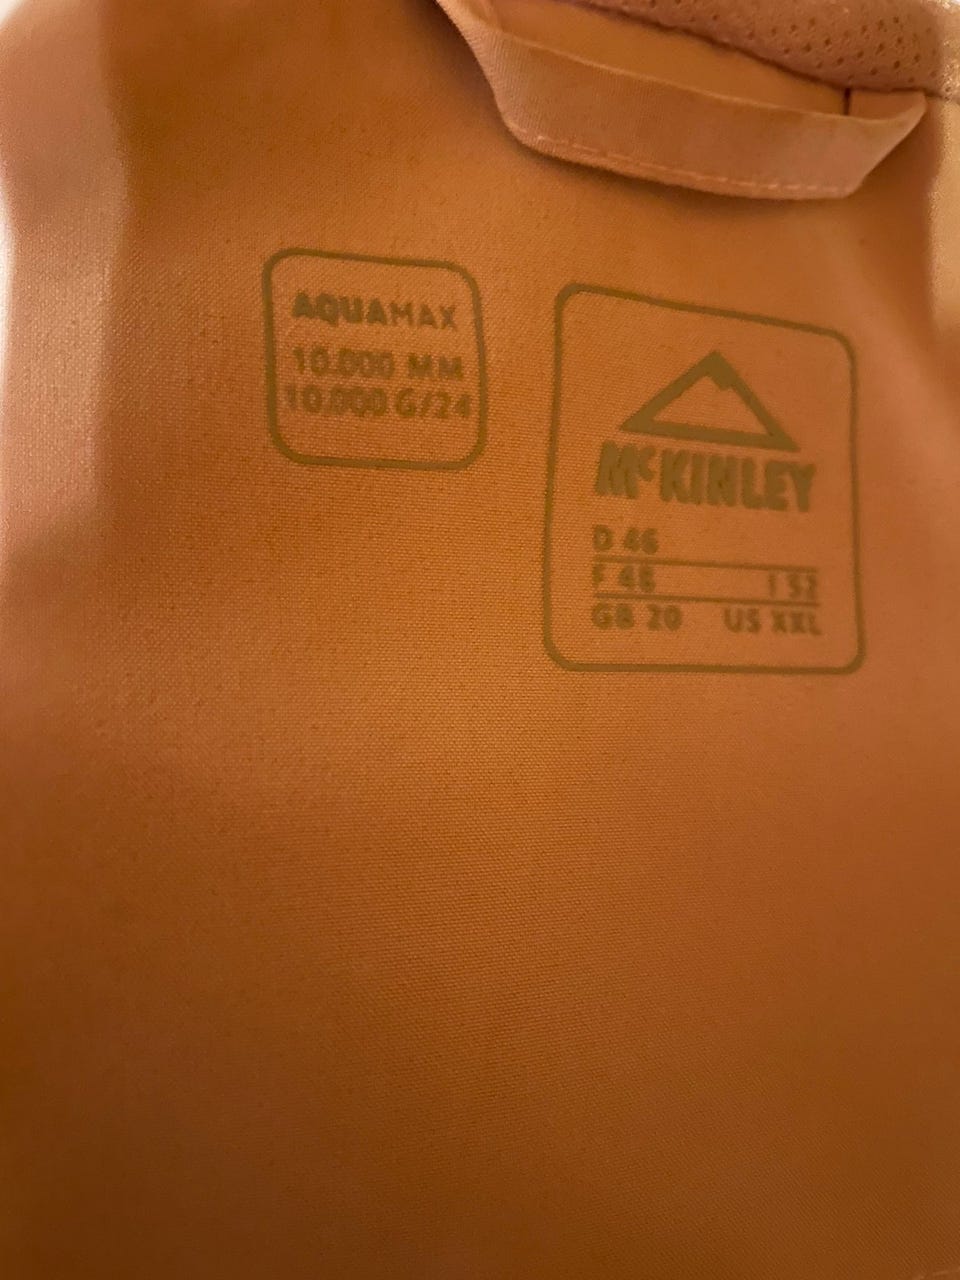 AQUAMAX
10.000 MM
10.000 G/24
McKINLEY
D 46
F 48 I 52
GB 20 US XXL